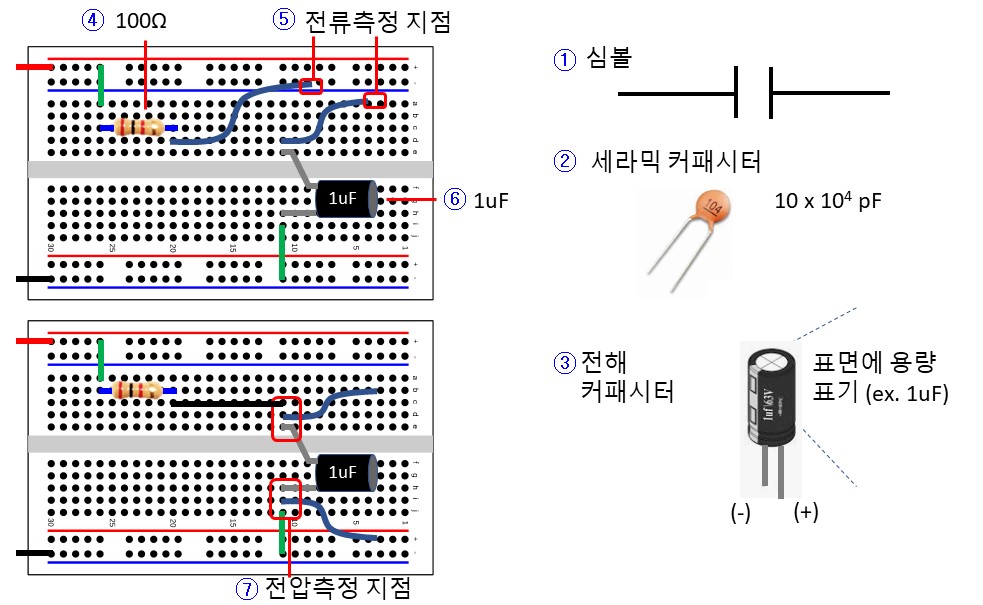 ④ 100Ω
⑤ 전류측정 지점
+
-
a
b
c
d
e
1uF
⑥ 1uF
f
g
h
i
j
30 25 20 15 10 5 1
+
-
+
-
a
b
c
d
e
1uF
f
g
h
i
j
30 25 20 15 10 5 1
+
-
⑦ 전압측정 지점
① 심볼
② 세라믹 커패시터
104
10 x 10⁴ pF
③ 전해
커패시터
1uf\63V
표면에 용량
표기 (ex. 1uF)
(-) (+)